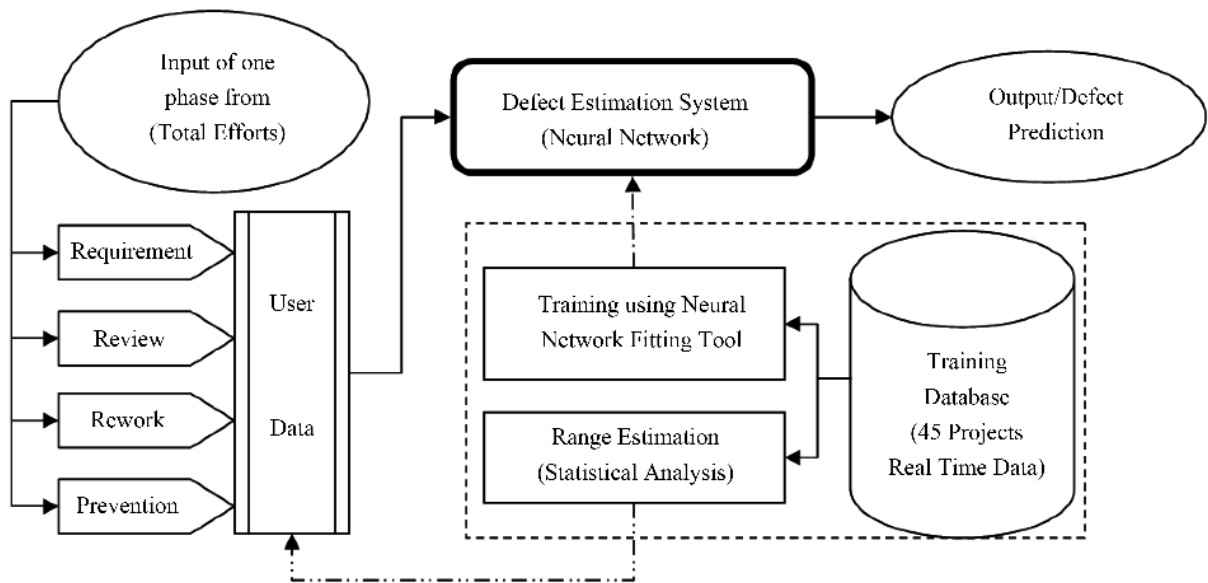 Input of one
phase from
(Total Efforts)
Defect Estimation System
(Neural Network)
Output/Defect
Prediction
Requirement
Review
Rework
Prevention
User
Data
Training using Neural
Network Fitting Tool
Range Estimation
(Statistical Analysis)
Training
Database
(45 Projects
Real Time Data)